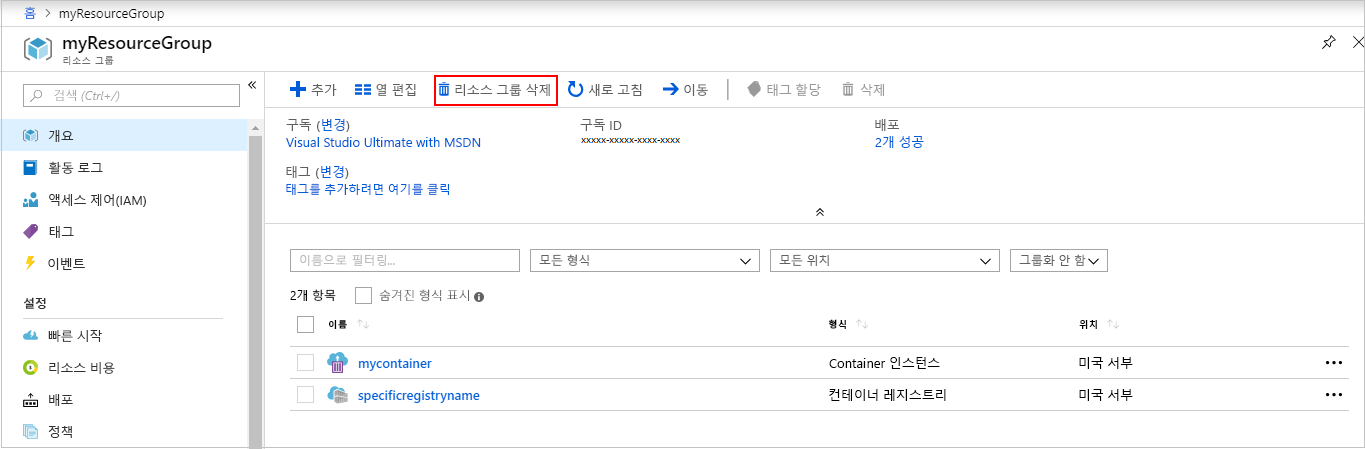 홈 > myResourceGroup
myResourceGroup
리소스 그룹
검색 (Ctrl+/)
개요
활동 로그
액세스 제어(IAM)
태그
이벤트
설정
빠른 시작
리소스 비용
배포
정책
추가 열 편집 리소스 그룹 삭제 새로 고침 이동 태그 할당 삭제
구독 (변경) 구독 ID 배포
Visual Studio Ultimate with MSDN xxxxx-xxxxx-xxxx-xxxx 2개 성공
태그 (변경)
태그를 추가하려면 여기를 클릭
이름으로 필터링... 모든 형식 모든 위치 그룹화 안 함
2개 항목 숨겨진 형식 표시
이름 형식 위치
mycontainer Container 인스턴스 미국 서부
specificregistryname 컨테이너 레지스트리 미국 서부